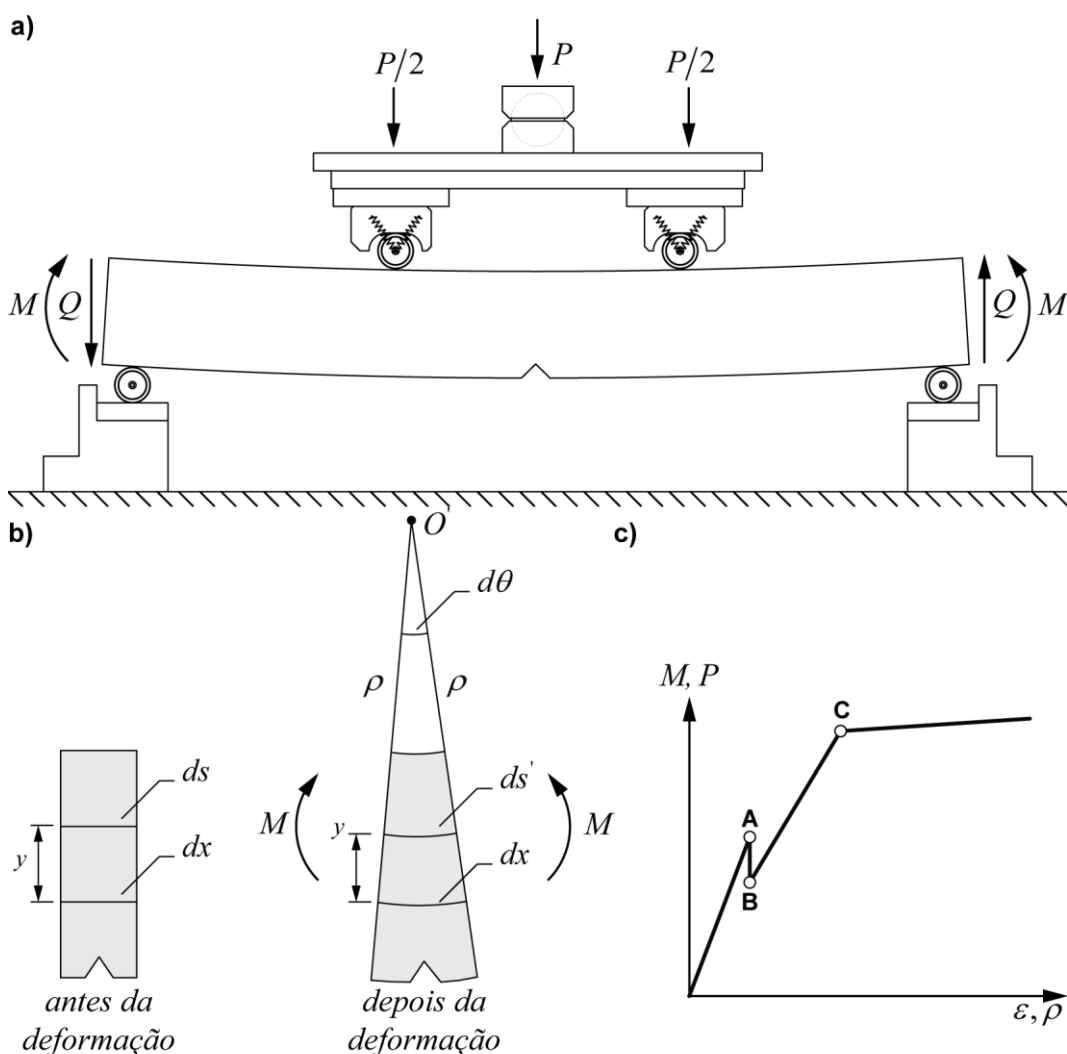 a)
P
P/2
P/2
M
Q
Q
M
b)
O'
dθ
ρ
ρ
ds
ds'
y
dx
y
dx
M
M
antes da
deformação
depois da
deformação
c)
M, P
C
A
B
ε, ρ